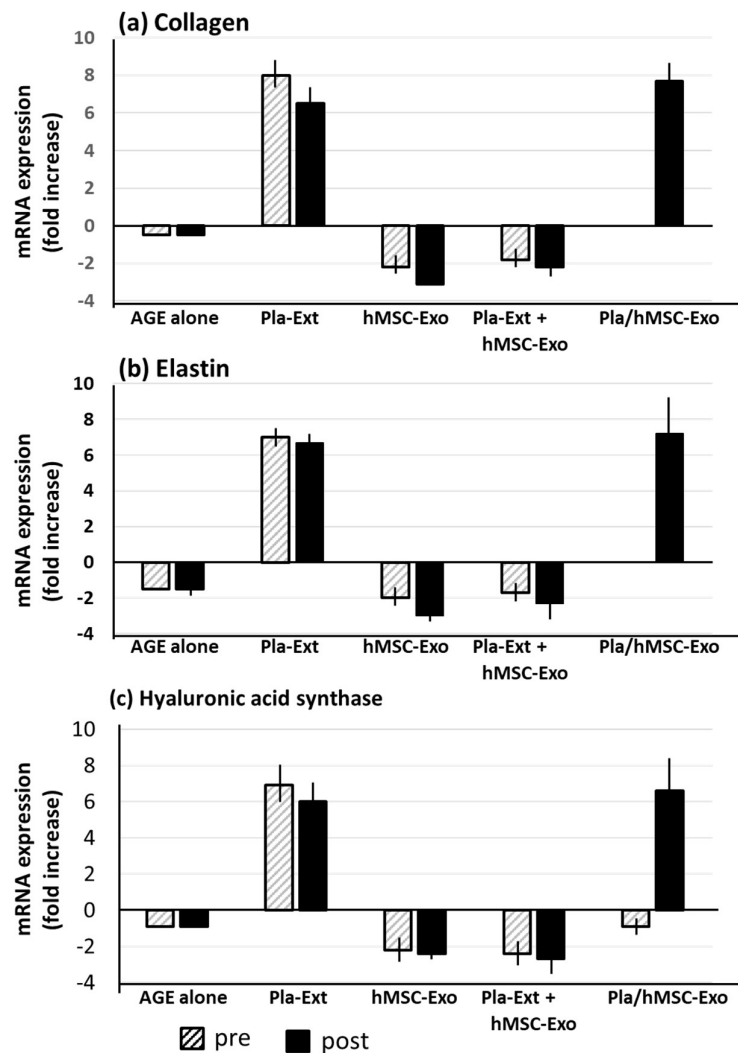 (a) Collagen
10
8
6
4
2
0
-2
-4
mRNA expression
(fold increase)
AGE alone Pla-Ext hMSC-Exo Pla-Ext + Pla/hMSC-Exo
hMSC-Exo
(b) Elastin
10
8
6
4
2
0
-2
-4
mRNA expression
(fold increase)
AGE alone Pla-Ext hMSC-Exo Pla-Ext + Pla/hMSC-Exo
hMSC-Exo
(c) Hyaluronic acid synthase
10
8
6
4
2
0
-2
-4
mRNA expression
(fold increase)
AGE alone Pla-Ext hMSC-Exo Pla-Ext + Pla/hMSC-Exo
hMSC-Exo
pre post